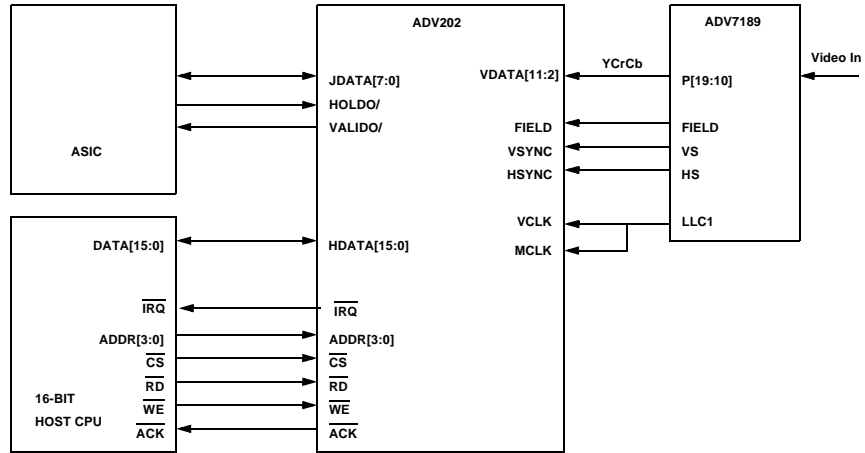 ADV202
ADV7189
JDATA[7:0]
HOLDO/
VALIDO/
ASIC
VDATA[11:2]
YCrCb
P[19:10]
Video In
FIELD
FIELD
VSYNC
VS
HSYNC
HS
VCLK
LLC1
MCLK
DATA[15:0]
HDATA[15:0]
IRQ
IRQ
ADDR[3:0]
ADDR[3:0]
CS
CS
RD
RD
WE
WE
ACK
ACK
16-BIT
HOST CPU